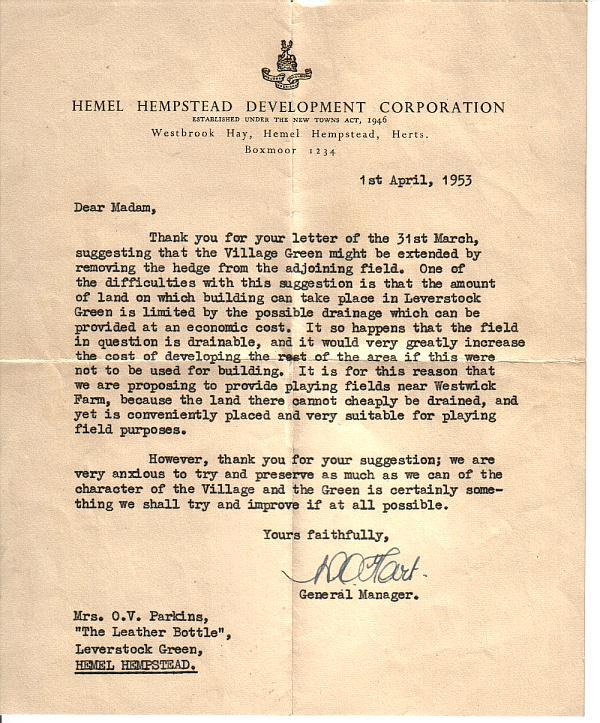 HEMEL HEMPSTEAD DEVELOPMENT CORPORATION
ESTABLISHED UNDER THE NEW TOWNS ACT, 1946
Westbrook Hay, Hemel Hempstead, Herts.
Boxmoor 1234
1st April, 1953
Dear Madam,
Thank you for your letter of the 31st March,
suggesting that the Village Green might be extended by
removing the hedge from the adjoining field. One of
the difficulties with this suggestion is that the amount
of land on which building can take place in Leverstock
Green is limited by the possible drainage which can be
provided at an economic cost. It so happens that the field
in question is drainable, and it would very greatly increase
the cost of developing the rest of the area if this were
not to be used for building. It is for this reason that
we are proposing to provide playing fields near Westwick
Farm, because the land there cannot cheaply be drained, and
yet is conveniently placed and very suitable for playing
field purposes.
However, thank you for your suggestion; we are
very anxious to try and preserve as much as we can of the
character of the Village and the Green is certainly some-
thing we shall try and improve if at all possible.
Yours faithfully,
General Manager.
Mrs. O.V. Parkins,
"The Leather Bottle",
Leverstock Green,
HEMEL HEMPSTEAD.